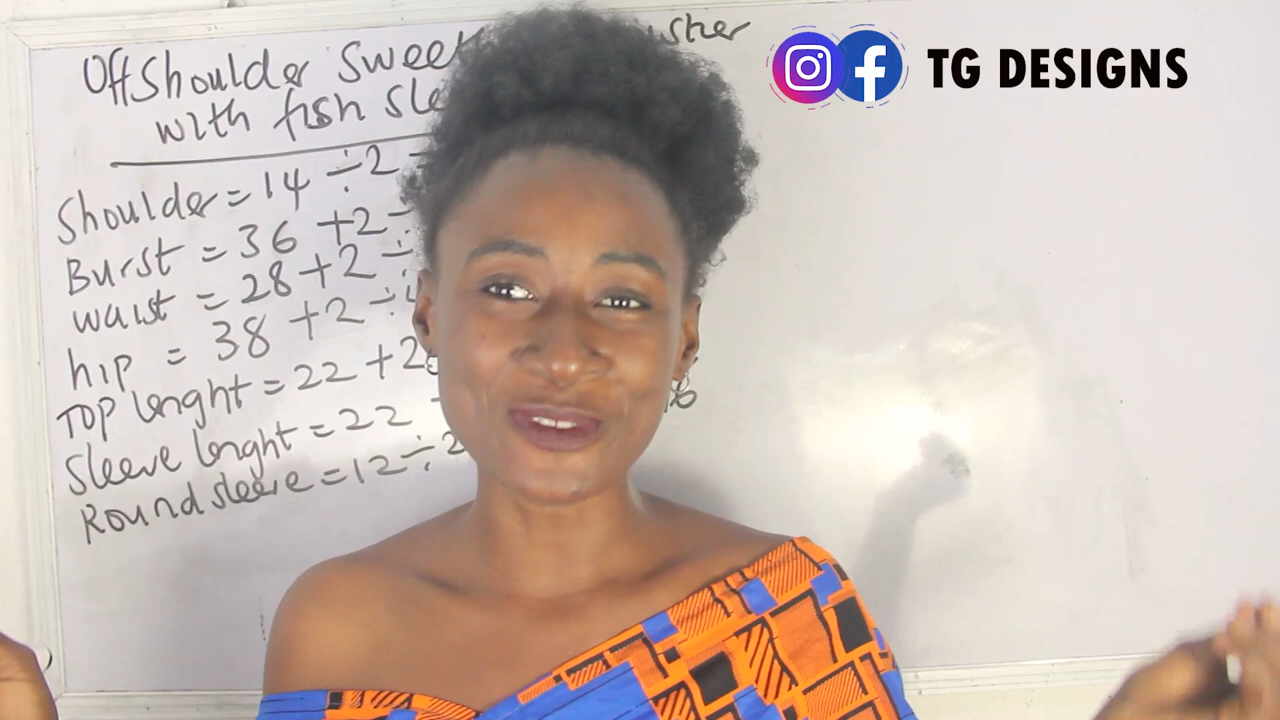 Offshoulder Sweet
with fish sle
Shoulder = 14 ÷ 2 =
Burst = 36 + 2 ÷
waist = 28 + 2 ÷
hip = 38 + 2 ÷ 4
Top lenght = 22 + 2
Sleeve lenght = 22
Round sleeve = 12 ÷ 2
TG DESIGNS